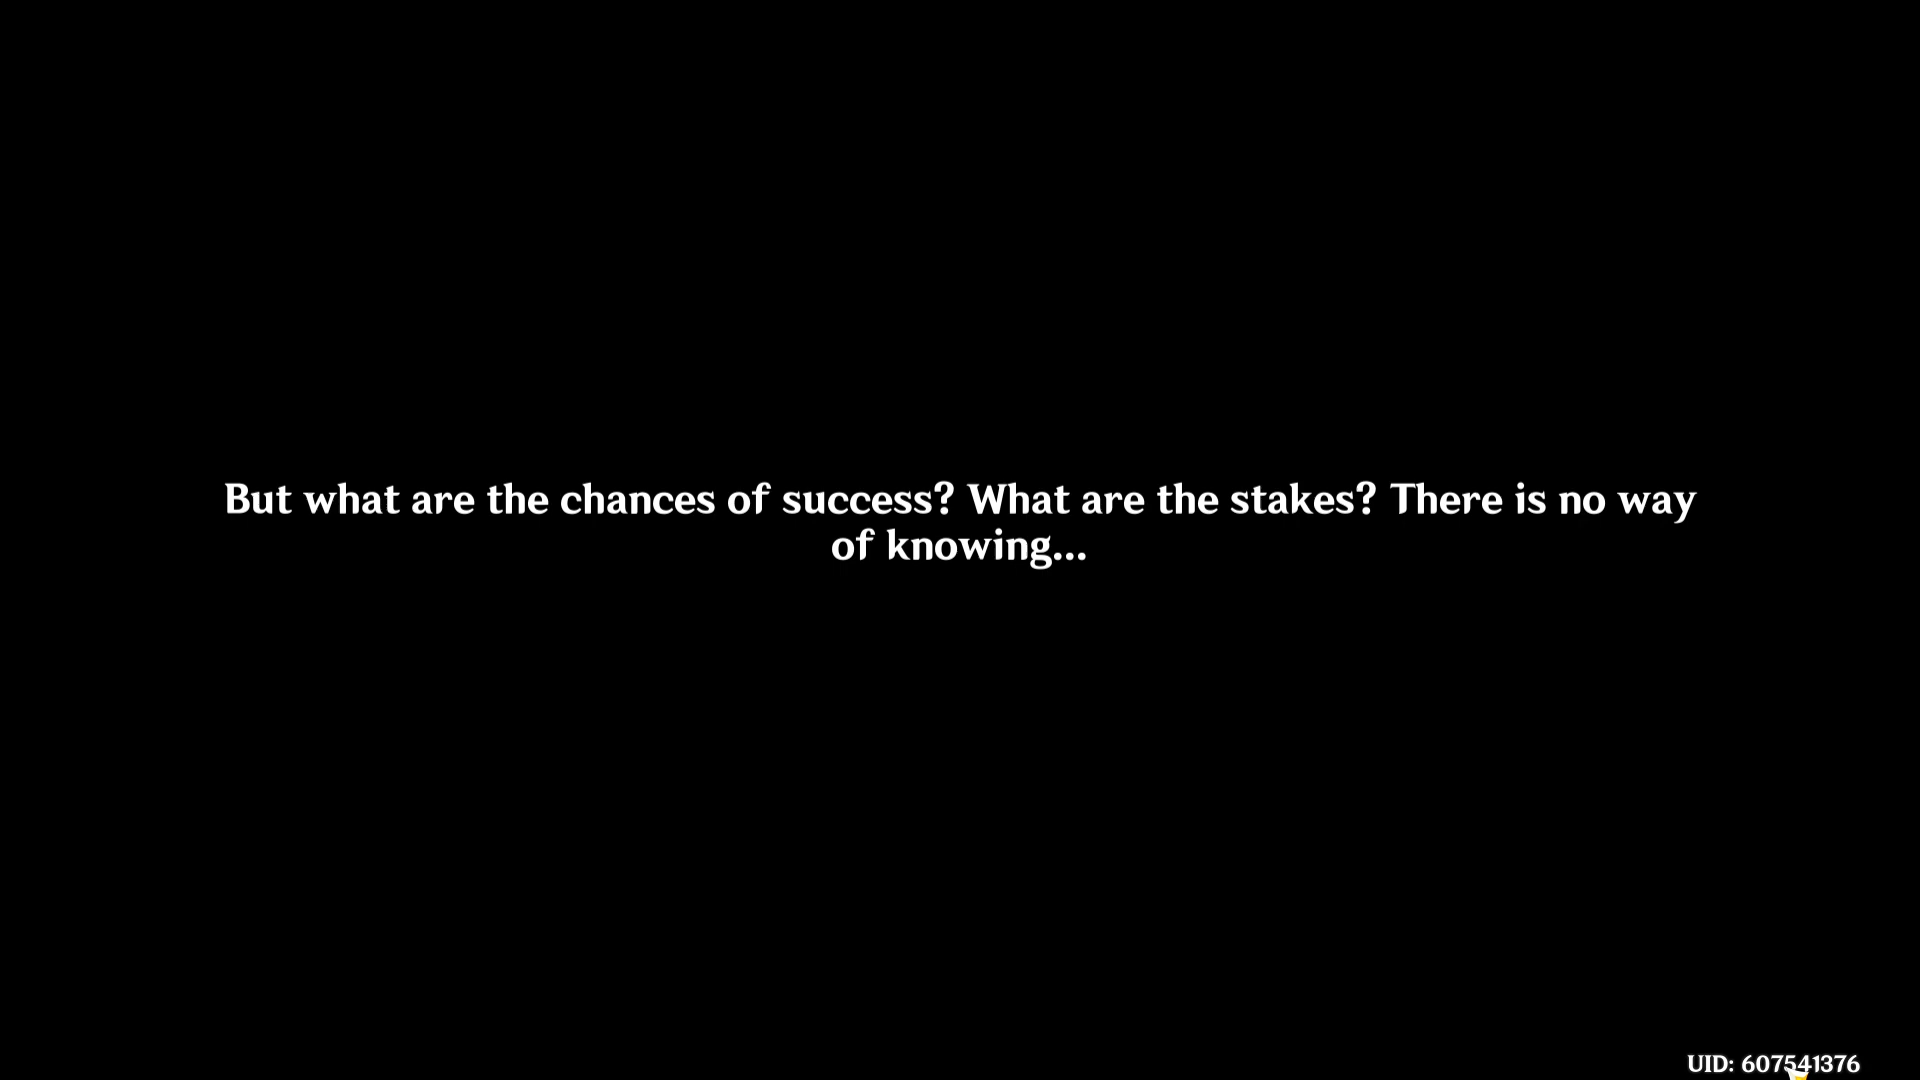 But what are the chances of success? What are the stakes? There is no way
of knowing...
UID: 607541376